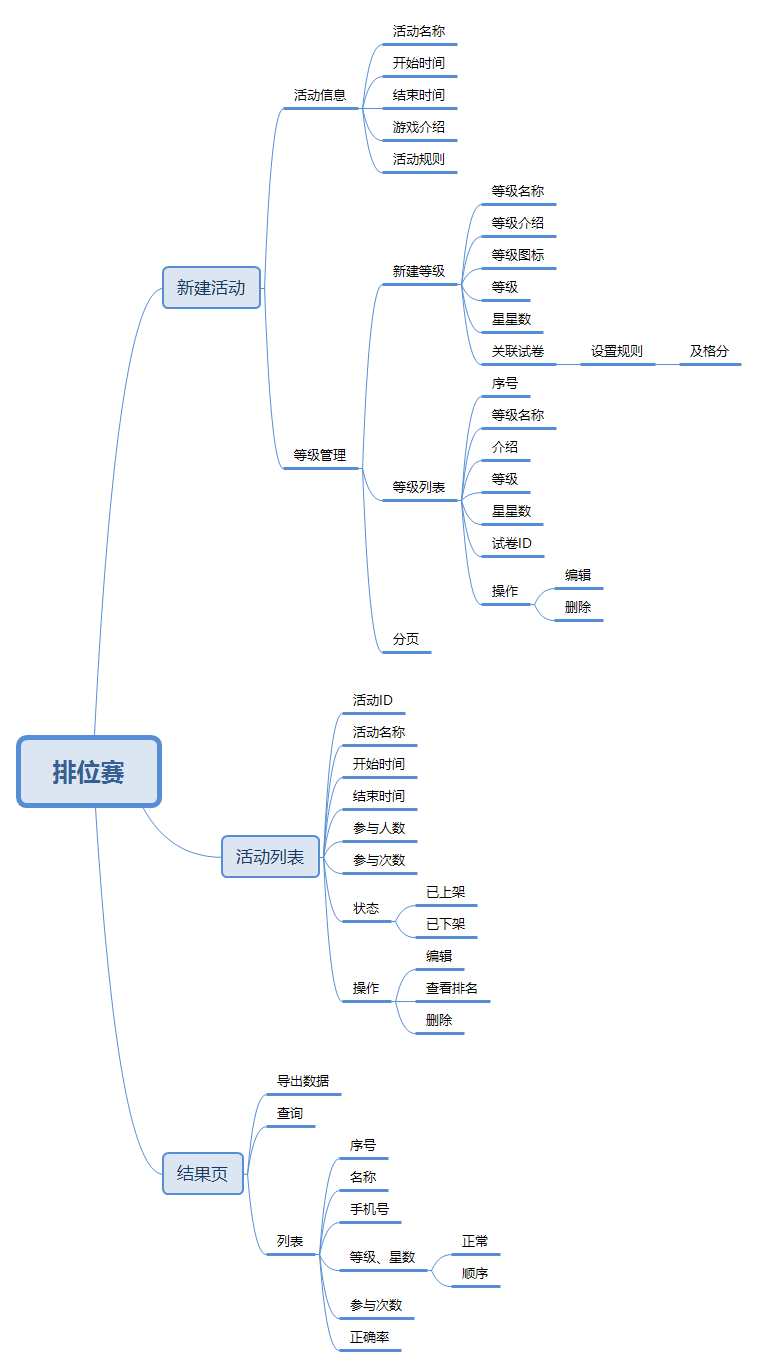 活动名称
开始时间
活动信息
结束时间
游戏介绍
活动规则
等级名称
等级介绍
等级图标
新建等级
新建活动
等级
星星数
关联试卷
设置规则
及格分
序号
等级名称
介绍
等级管理
等级
等级列表
星星数
试卷ID
编辑
操作
删除
分页
活动ID
活动名称
开始时间
排位赛
结束时间
参与人数
活动列表
参与次数
已上架
状态
已下架
编辑
操作
查看排名
删除
导出数据
查询
序号
结果页
名称
手机号
列表
正常
等级、星数
顺序
参与次数
正确率